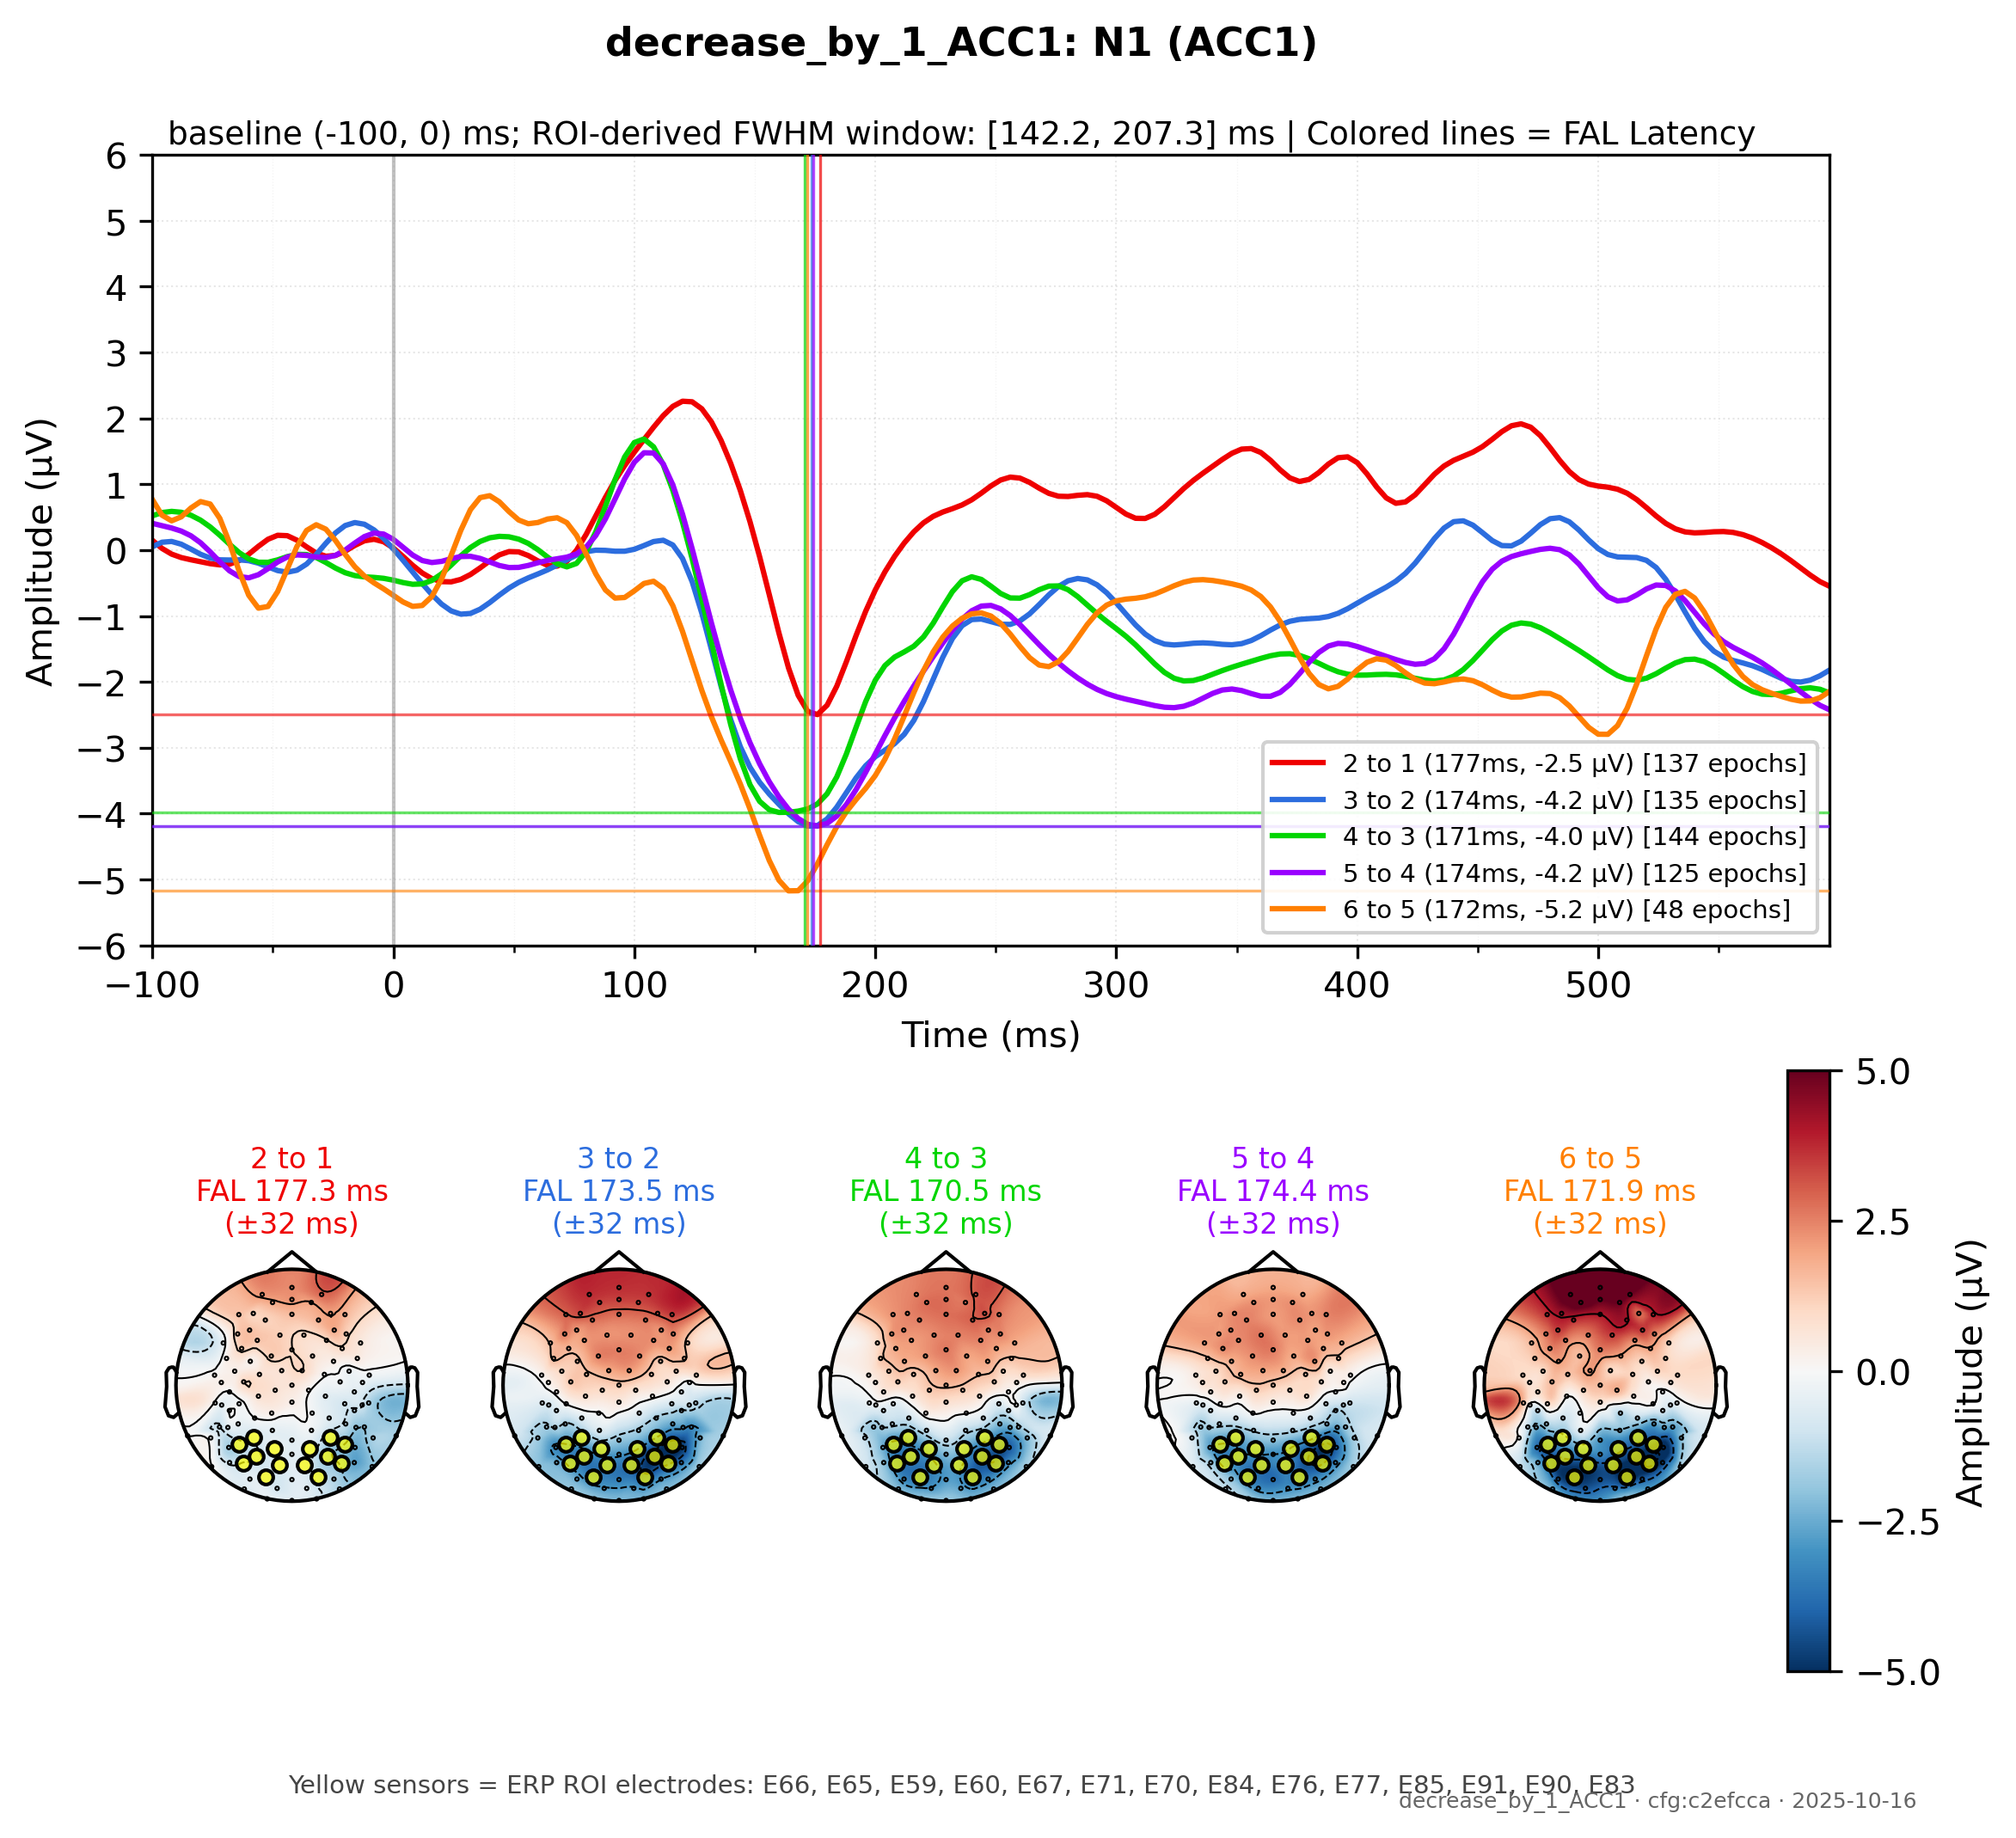 decrease_by_1_ACC1: N1 (ACC1)
baseline (-100, 0) ms; ROI-derived FWHM window: [142.2, 207.3] ms | Colored lines = FAL Latency
6
5
4
3
2
1
0
−1
−2
−3
−4
−5
−6
Amplitude (µV)
2 to 1 (177ms, -2.5 µV) [137 epochs]
3 to 2 (174ms, -4.2 µV) [135 epochs]
4 to 3 (171ms, -4.0 µV) [144 epochs]
5 to 4 (174ms, -4.2 µV) [125 epochs]
6 to 5 (172ms, -5.2 µV) [48 epochs]
−100 0 100 200 300 400 500
Time (ms)
2 to 1
FAL 177.3 ms
(±32 ms)
3 to 2
FAL 173.5 ms
(±32 ms)
4 to 3
FAL 170.5 ms
(±32 ms)
5 to 4
FAL 174.4 ms
(±32 ms)
6 to 5
FAL 171.9 ms
(±32 ms)
5.0
2.5
0.0
−2.5
−5.0
Amplitude (µV)
Yellow sensors = ERP ROI electrodes: E66, E65, E59, E60, E67, E71, E70, E84, E76, E77, E85, E91, E90, E83
decrease_by_1_ACC1 · cfg:c2efcca · 2025-10-16